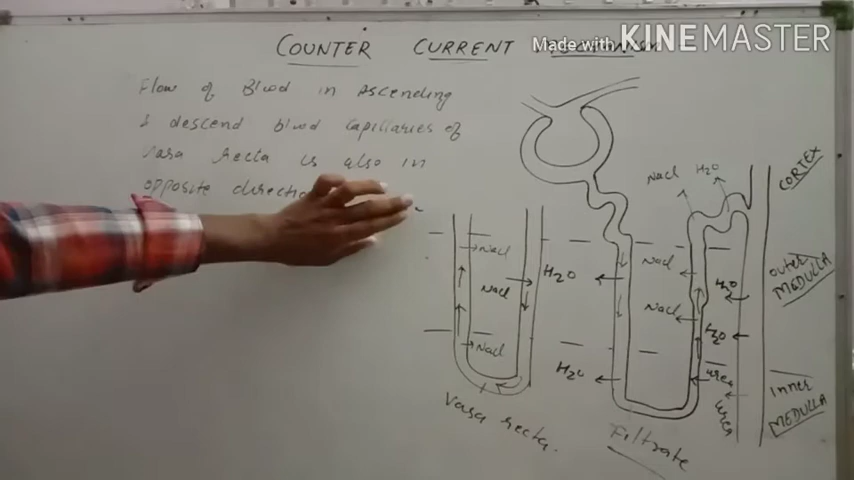 COUNTER CURRENT
Made with KINEMASTER
Flow of Blood in Ascending
& descend blood capillaries of
Vasa recta is also in
opposite directio
NaCl
H2O
CORTEX
NaCl
NaCl
H2O
NaCl
NaCl
H2O
NaCl
H2O
H2O
urea
urea
outer
MEDULLA
inner
MEDULLA
Vasa recta.
Filtrate